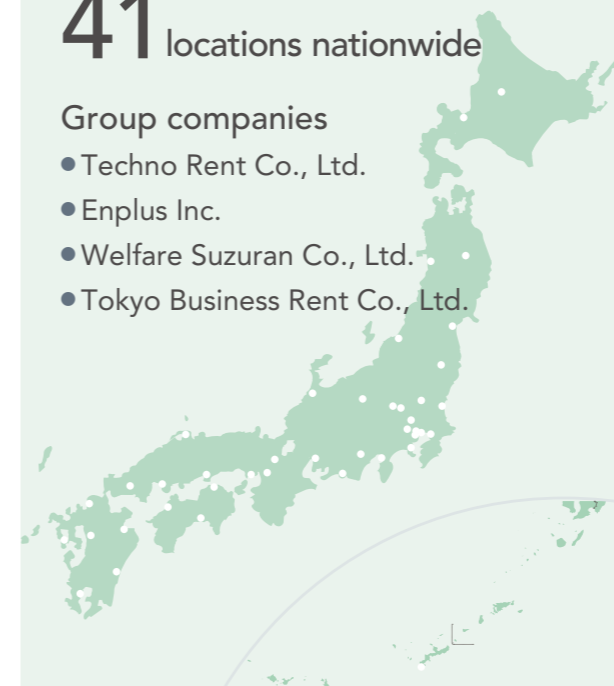 41 locations nationwide
Group companies
● Techno Rent Co., Ltd.
● Enplus Inc.
● Welfare Suzuran Co., Ltd.
● Tokyo Business Rent Co., Ltd.